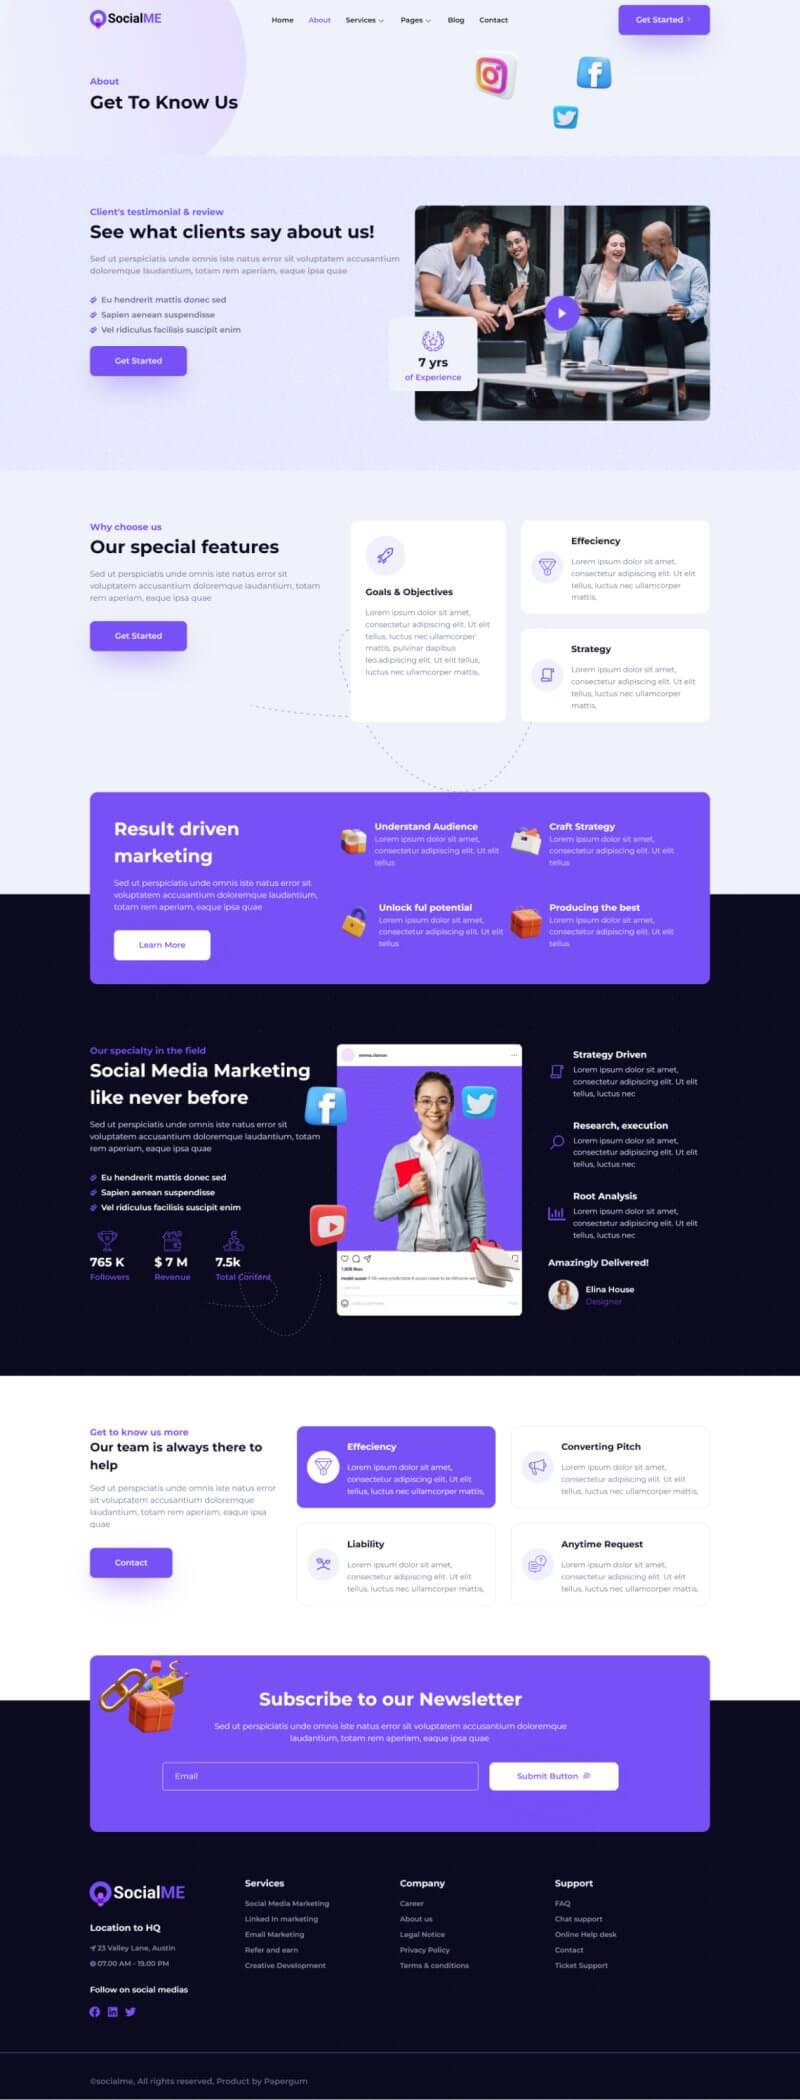 SocialME
Home About Services Pages Blog Contact
Get Started
About
Get To Know Us
Client's testimonial & review
See what clients say about us!
Sed ut perspiciatis unde omnis iste natus error sit voluptatem accusantium
doloremque laudantium, totam rem aperiam, eaque ipsa quae
Eu hendrerit mattis donec sed
Sapien aenean suspendisse
Vel ridiculus facilisis suscipit enim
Get Started
7 yrs
of Experience
Why choose us
Our special features
Sed ut perspiciatis unde omnis iste natus error sit
voluptatem accusantium doloremque laudantium, totam
rem aperiam, eaque ipsa quae
Get Started
Goals & Objectives
Lorem ipsum dolor sit amet,
consectetur adipiscing elit. Ut elit
tellus, luctus nec ullamcorper
mattis, pulvinar dapibus
leo.adipiscing elit. Ut elit tellus,
luctus nec ullamcorper mattis,
Effeciency
Lorem ipsum dolor sit amet,
consectetur adipiscing elit. Ut elit
tellus, luctus nec ullamcorper
mattis,
Strategy
Lorem ipsum dolor sit amet,
consectetur adipiscing elit. Ut elit
tellus, luctus nec ullamcorper
mattis,
Result driven
marketing
Sed ut perspiciatis unde omnis iste natus error sit
voluptatem accusantium doloremque laudantium,
totam rem aperiam, eaque ipsa quae
Learn More
Understand Audience
Lorem ipsum dolor sit amet,
consectetur adipiscing elit. Ut elit
tellus
Craft Strategy
Lorem ipsum dolor sit amet,
consectetur adipiscing elit. Ut elit
tellus
Unlock ful potential
Lorem ipsum dolor sit amet,
consectetur adipiscing elit. Ut elit
tellus
Producing the best
Lorem ipsum dolor sit amet,
consectetur adipiscing elit. Ut elit
tellus
Our specialty in the field
Social Media Marketing
like never before
Sed ut perspiciatis unde omnis iste natus error sit
voluptatem accusantium doloremque laudantium, totam
rem aperiam, eaque ipsa quae
Eu hendrerit mattis donec sed
Sapien aenean suspendisse
Vel ridiculus facilisis suscipit enim
765 K
Followers
$ 7 M
Revenue
7.5k
Total Content
Strategy Driven
Lorem ipsum dolor sit amet,
consectetur adipiscing elit. Ut elit
tellus, luctus nec
Research, execution
Lorem ipsum dolor sit amet,
consectetur adipiscing elit. Ut elit
tellus, luctus nec
Root Analysis
Lorem ipsum dolor sit amet,
consectetur adipiscing elit. Ut elit
tellus, luctus nec
Amazingly Delivered!
Elina House
Designer
Get to know us more
Our team is always there to
help
Sed ut perspiciatis unde omnis iste natus error
sit voluptatem accusantium doloremque
laudantium, totam rem aperiam, eaque ipsa
quae
Contact
Effeciency
Lorem ipsum dolor sit amet,
consectetur adipiscing elit. Ut elit
tellus, luctus nec ullamcorper mattis,
Converting Pitch
Lorem ipsum dolor sit amet,
consectetur adipiscing elit. Ut elit
tellus, luctus nec ullamcorper mattis,
Liability
Lorem ipsum dolor sit amet,
consectetur adipiscing elit. Ut elit
tellus, luctus nec ullamcorper mattis,
Anytime Request
Lorem ipsum dolor sit amet,
consectetur adipiscing elit. Ut elit
tellus, luctus nec ullamcorper mattis,
Subscribe to our Newsletter
Sed ut perspiciatis unde omnis iste natus error sit voluptatem accusantium doloremque
laudantium, totam rem aperiam, eaque ipsa quae
Email
Submit Button
SocialME
Location to HQ
23 Valley Lane, Austin
07.00 AM - 19.00 PM
Follow on social medias
Services
Social Media Marketing
Linked In marketing
Email Marketing
Refer and earn
Creative Development
Company
Career
About us
Legal Notice
Privacy Policy
Terms & conditions
Support
FAQ
Chat support
Online Help desk
Contact
Ticket Support
©socialme, All rights reserved, Product by Papergum